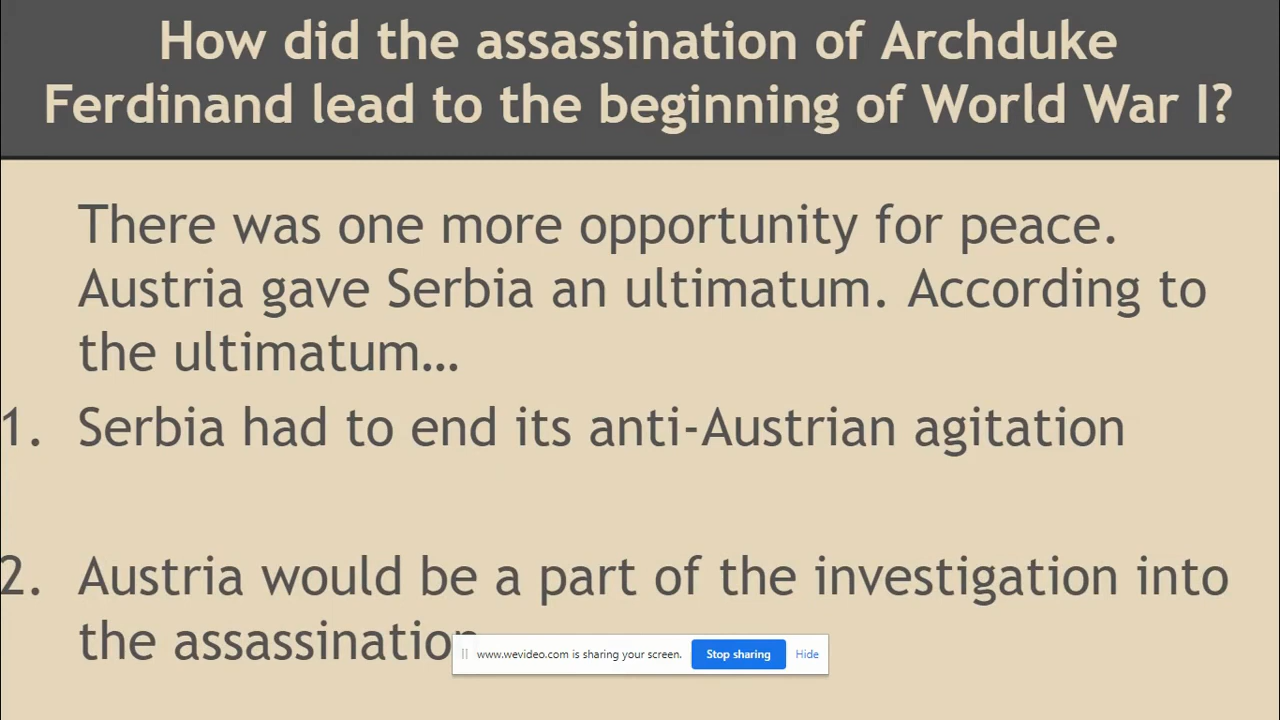 How did the assassination of Archduke
Ferdinand lead to the beginning of World War I?
There was one more opportunity for peace.
Austria gave Serbia an ultimatum. According to
the ultimatum…
1. Serbia had to end its anti-Austrian agitation
2. Austria would be a part of the investigation into
the assassination
www.wevideo.com is sharing your screen. Stop sharing Hide